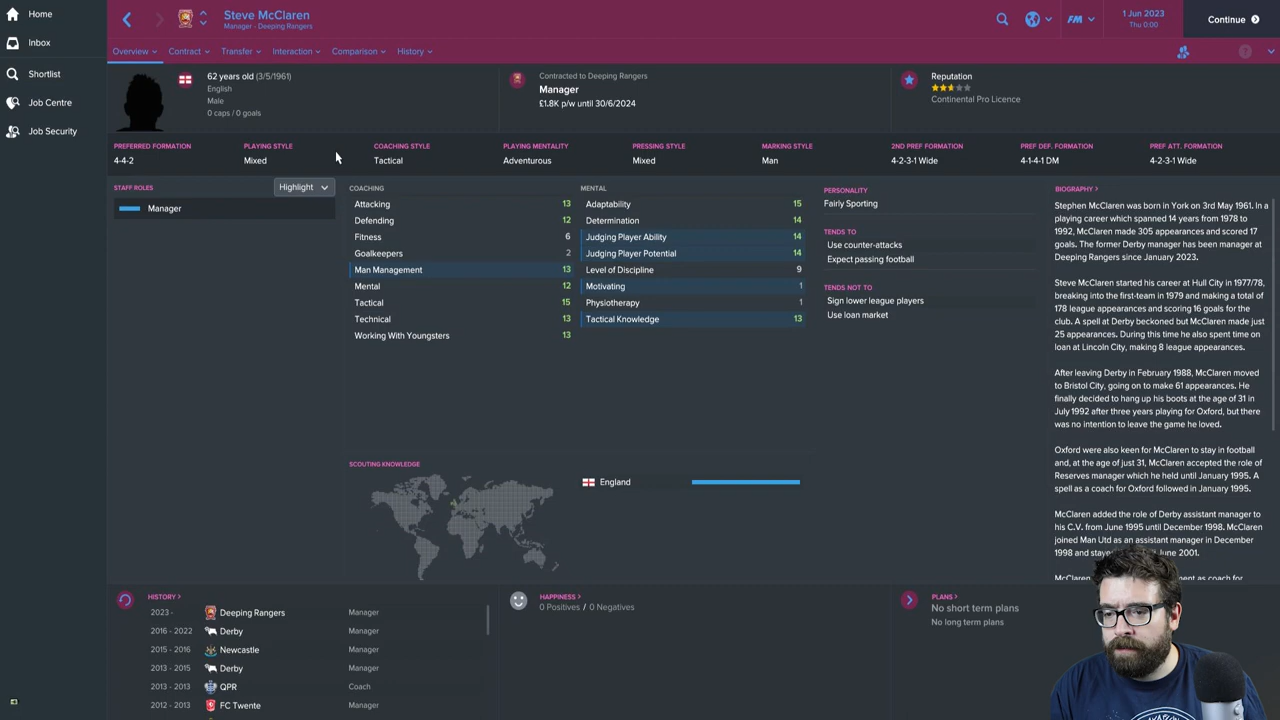 Home
Inbox
Shortlist
Job Centre
Job Security
Steve McClaren
Manager - Deeping Rangers
FM
1 Jun 2023
Thu 0:00
Continue
Overview
Contract
Transfer
Interaction
Comparison
History
62 years old (3/5/1961)
English
Male
0 caps / 0 goals
Contracted to Deeping Rangers
Manager
£1.8K p/w until 30/6/2024
Reputation
Continental Pro Licence
PREFERRED FORMATION
4-4-2
PLAYING STYLE
Mixed
COACHING STYLE
Tactical
PLAYING MENTALITY
Adventurous
PRESSING STYLE
Mixed
MARKING STYLE
Man
2ND PREF FORMATION
4-2-3-1 Wide
PREF DEF. FORMATION
4-1-4-1 DM
PREF ATT. FORMATION
4-2-3-1 Wide
STAFF ROLES
Highlight
Manager
COACHING
Attacking 13
Defending 12
Fitness 6
Goalkeepers 2
Man Management 13
Mental 12
Tactical 15
Technical 13
Working With Youngsters 13
MENTAL
Adaptability 15
Determination 14
Judging Player Ability 14
Judging Player Potential 14
Level of Discipline 9
Motivating 1
Physiotherapy 1
Tactical Knowledge 13
PERSONALITY
Fairly Sporting
TENDS TO
Use counter-attacks
Expect passing football
TENDS NOT TO
Sign lower league players
Use loan market
BIOGRAPHY >
Stephen McClaren was born in York on 3rd May 1961. In a
playing career which spanned 14 years from 1978 to
1992, McClaren made 305 appearances and scored 17
goals. The former Derby manager has been manager at
Deeping Rangers since January 2023.
Steve McClaren started his career at Hull City in 1977/78,
breaking into the first-team in 1979 and making a total of
178 league appearances and scoring 16 goals for the
club. A spell at Derby beckoned but McClaren made just
25 appearances. During this time he also spent time on
loan at Lincoln City, making 8 league appearances.
After leaving Derby in February 1988, McClaren moved
to Bristol City, going on to make 61 appearances. He
finally decided to hang up his boots at the age of 31 in
July 1992 after three years playing for Oxford, but there
was no intention to leave the game he loved.
Oxford were also keen for McClaren to stay in football
and, at the age of just 31, McClaren accepted the role of
Reserves manager which he held until January 1995. A
spell as a coach for Oxford followed in January 1995.
McClaren added the role of Derby assistant manager to
his C.V. from June 1995 until December 1998. McClaren
joined Man Utd as an assistant manager in December
1998 and June 2001.
as coach for
SCOUTING KNOWLEDGE
England
HISTORY >
2023 - Deeping Rangers Manager
2016 - 2022 Derby Manager
2015 - 2016 Newcastle Manager
2013 - 2015 Derby Manager
2013 - 2013 QPR Coach
2012 - 2013 FC Twente Manager
HAPPINESS >
0 Positives / 0 Negatives
PLANS >
No short term plans
No long term plans